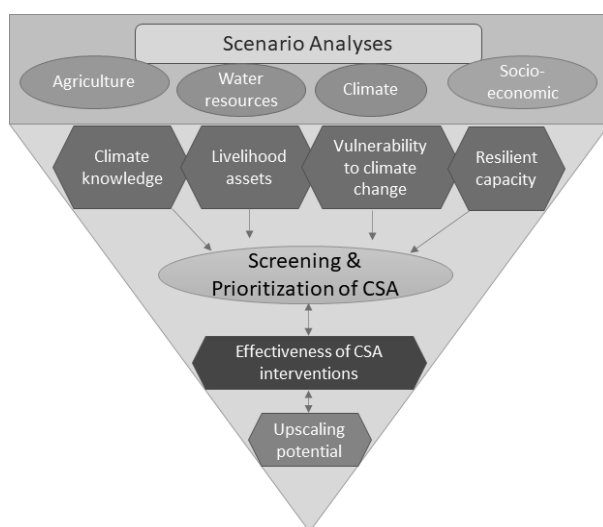 Scenario Analyses
Agriculture
Water
resources
Climate
Socio-
economic
Climate
knowledge
Livelihood
assets
Vulnerability
to climate
change
Resilient
capacity
Screening &
Prioritization of CSA
Effectiveness of CSA
interventions
Upscaling
potential